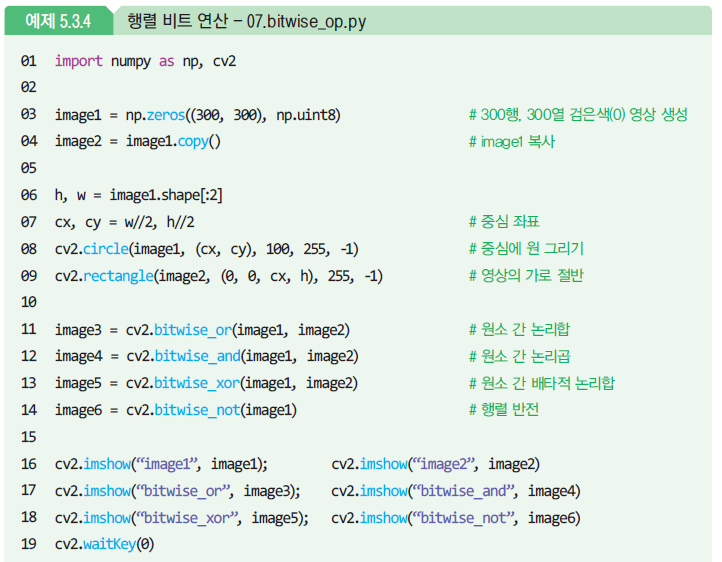 예제 5.3.4 행렬 비트 연산 – 07.bitwise_op.py
01 import numpy as np, cv2
02
03 image1 = np.zeros((300, 300), np.uint8) # 300행, 300열 검은색(0) 영상 생성
04 image2 = image1.copy() # image1 복사
05
06 h, w = image1.shape[:2]
07 cx, cy = w//2, h//2 # 중심 좌표
08 cv2.circle(image1, (cx, cy), 100, 255, -1) # 중심에 원 그리기
09 cv2.rectangle(image2, (0, 0, cx, h), 255, -1) # 영상의 가로 절반
10
11 image3 = cv2.bitwise_or(image1, image2) # 원소 간 논리합
12 image4 = cv2.bitwise_and(image1, image2) # 원소 간 논리곱
13 image5 = cv2.bitwise_xor(image1, image2) # 원소 간 배타적 논리합
14 image6 = cv2.bitwise_not(image1) # 행렬 반전
15
16 cv2.imshow(“image1”, image1); cv2.imshow(“image2”, image2)
17 cv2.imshow(“bitwise_or”, image3); cv2.imshow(“bitwise_and”, image4)
18 cv2.imshow(“bitwise_xor”, image5); cv2.imshow(“bitwise_not”, image6)
19 cv2.waitKey(0)